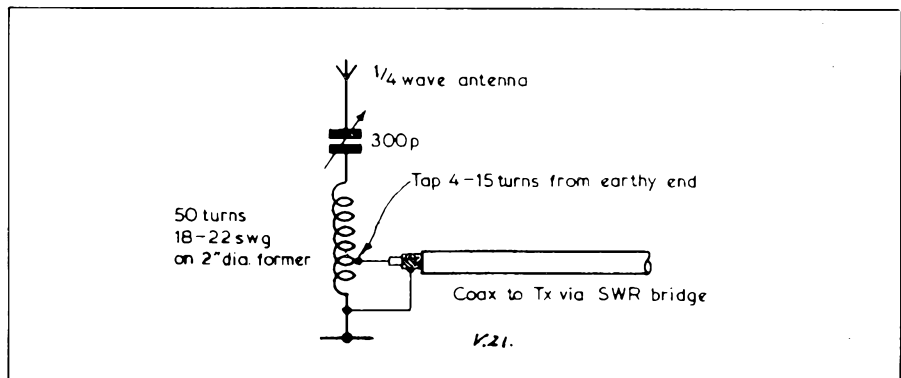 1/4 wave antenna
300p
Tap 4-15 turns from earthy end
50 turns
18-22 swg
on 2" dia. former
Coax to Tx via SWR bridge
V.21.